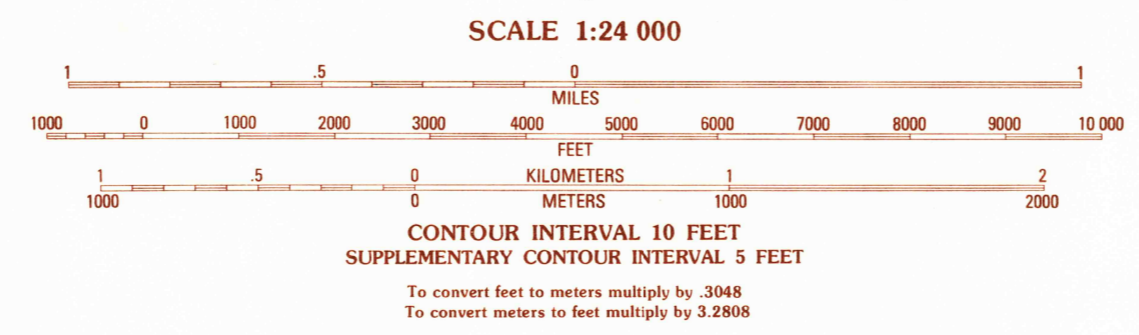 SCALE 1:24 000
1 .5 0 1
MILES
1000 0 1000 2000 3000 4000 5000 6000 7000 8000 9000 10 000
FEET
1 .5 0 KILOMETERS 1 2
1000 0 METERS 1000 2000
CONTOUR INTERVAL 10 FEET
SUPPLEMENTARY CONTOUR INTERVAL 5 FEET
To convert feet to meters multiply by .3048
To convert meters to feet multiply by 3.2808